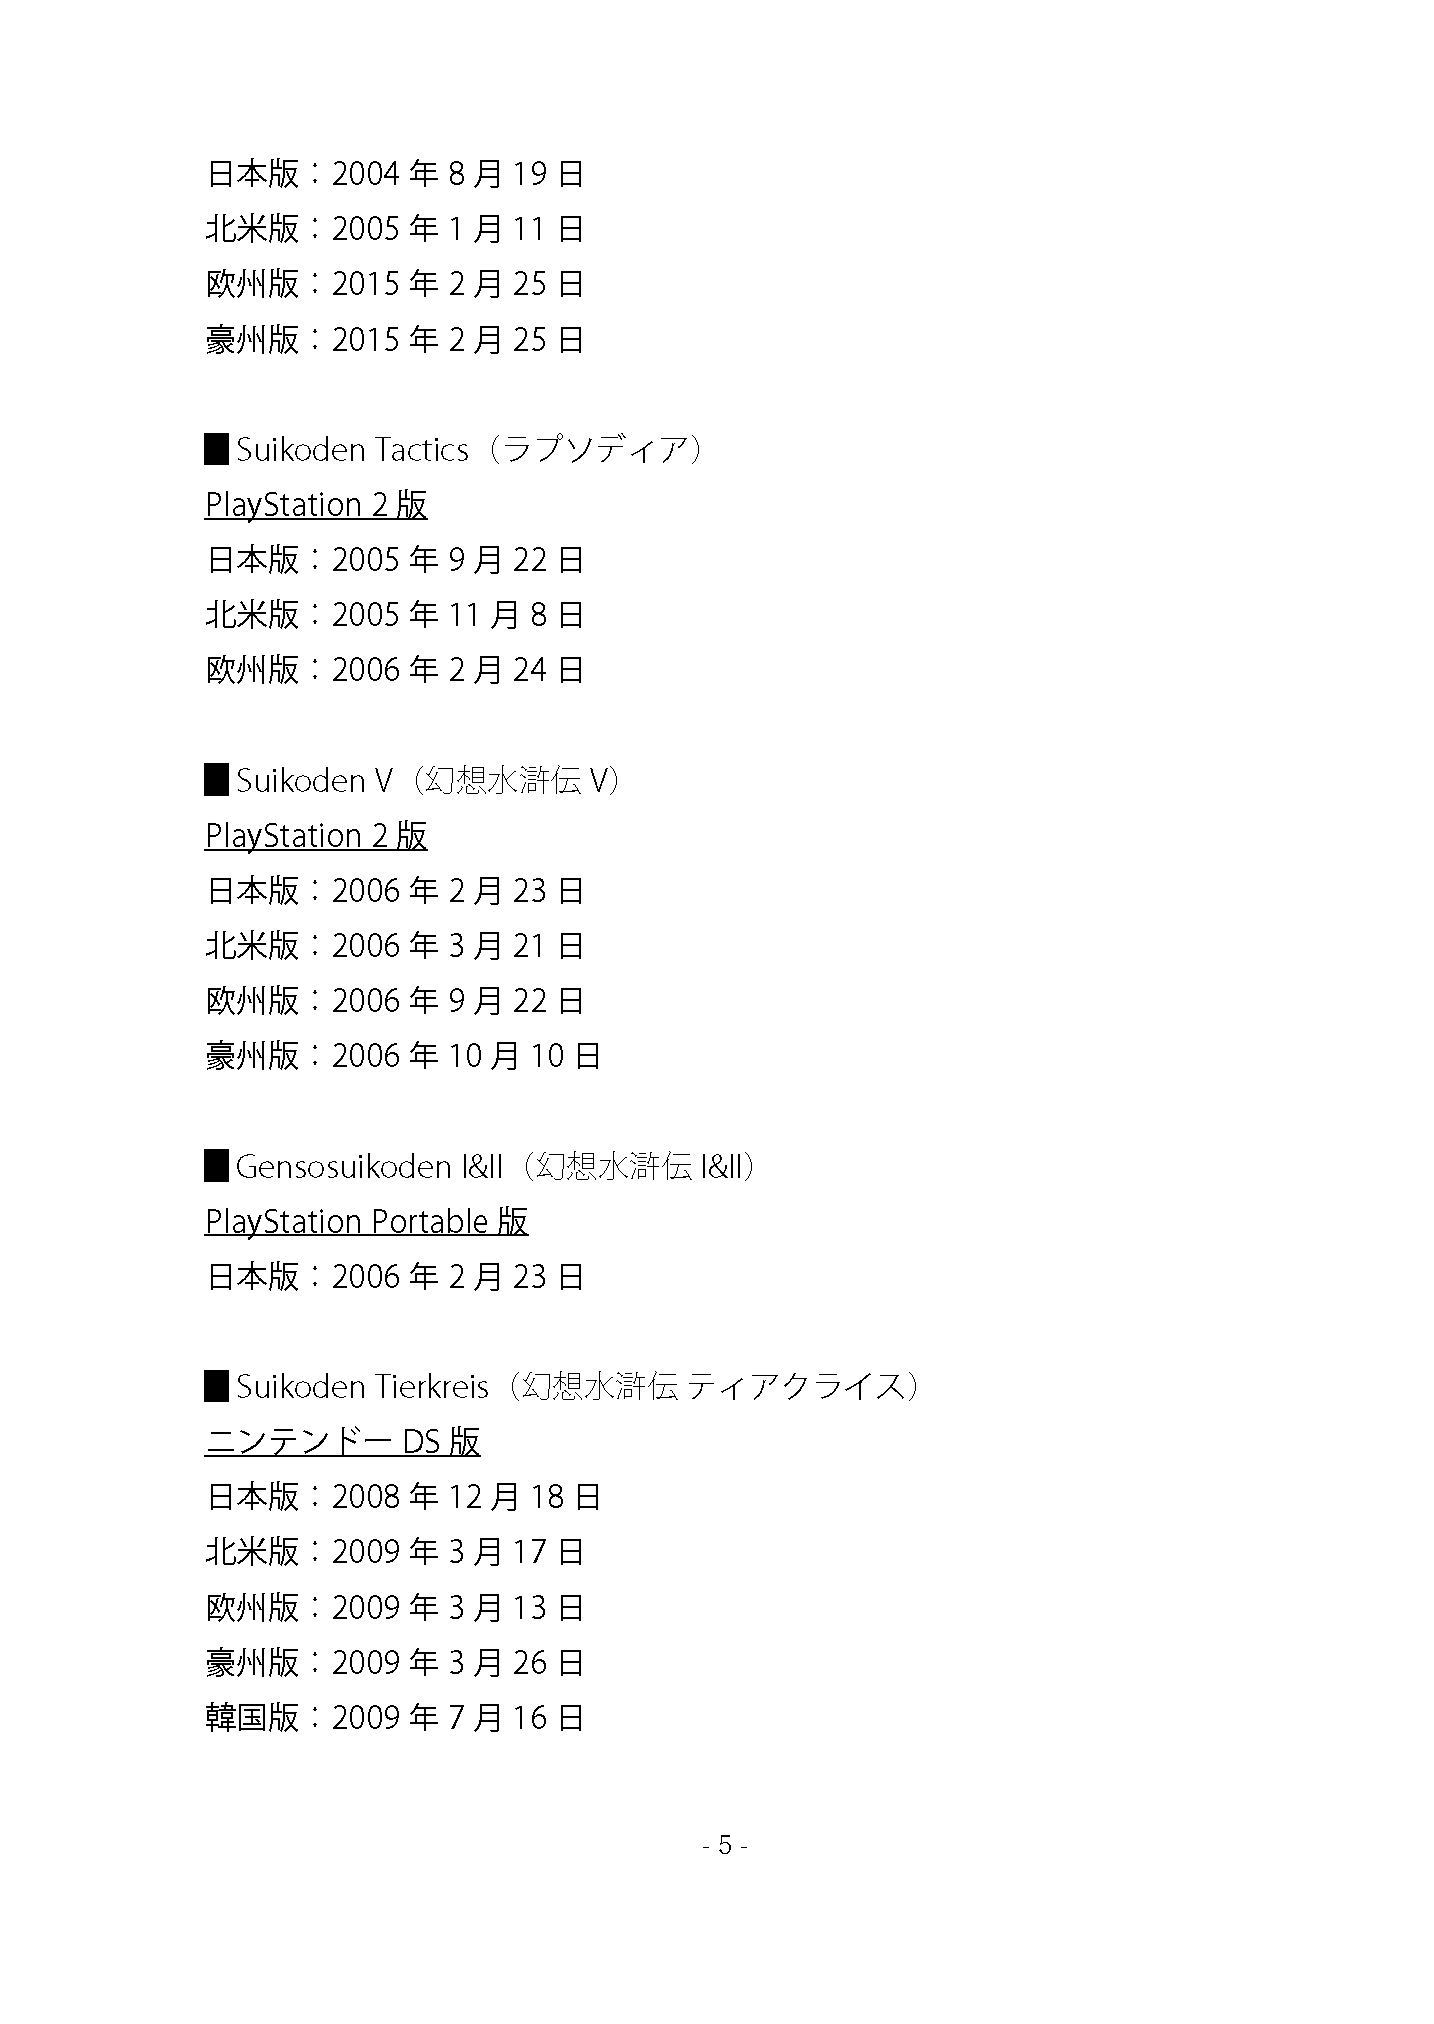 日本版：2004 年 8 月 19 日
北米版：2005 年 1 月 11 日
欧州版：2015 年 2 月 25 日
豪州版：2015 年 2 月 25 日
█ Suikoden Tactics（ラプソディア）
PlayStation 2 版
日本版：2005 年 9 月 22 日
北米版：2005 年 11 月 8 日
欧州版：2006 年 2 月 24 日
█ Suikoden V（幻想水滸伝 V）
PlayStation 2 版
日本版：2006 年 2 月 23 日
北米版：2006 年 3 月 21 日
欧州版：2006 年 9 月 22 日
豪州版：2006 年 10 月 10 日
█ Gensosuikoden I&II（幻想水滸伝 I&II）
PlayStation Portable 版
日本版：2006 年 2 月 23 日
█ Suikoden Tierkreis（幻想水滸伝 ティアクライス）
ニンテンドー DS 版
日本版：2008 年 12 月 18 日
北米版：2009 年 3 月 17 日
欧州版：2009 年 3 月 13 日
豪州版：2009 年 3 月 26 日
韓国版：2009 年 7 月 16 日
- 5 -